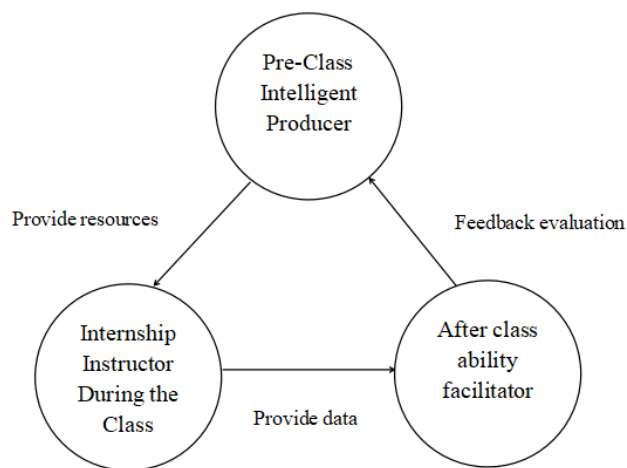 Pre-Class
Intelligent
Producer
Provide resources
Feedback evaluation
Internship
Instructor
During the
Class
After class
ability
facilitator
Provide data